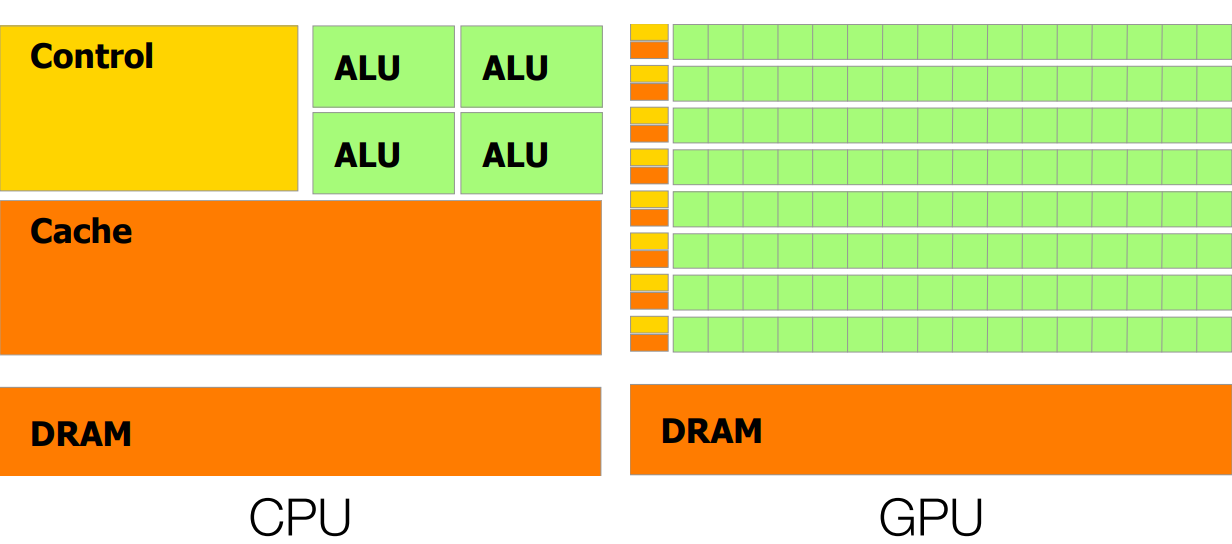 Control
ALU ALU
ALU ALU
Cache
DRAM
CPU
DRAM
GPU